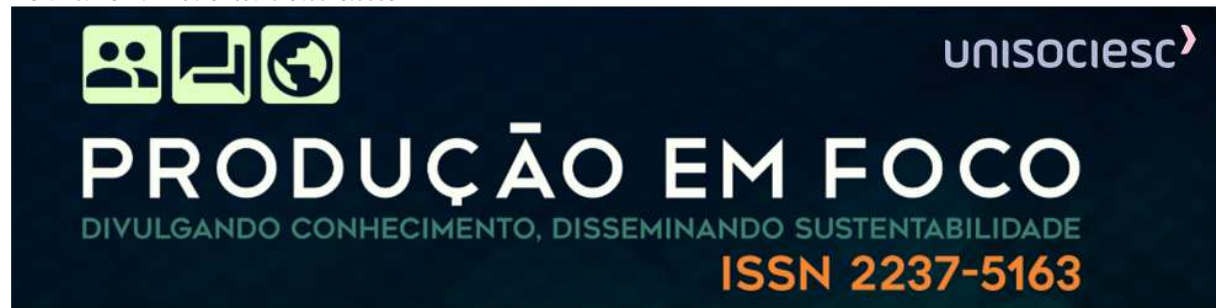 unisociesc
PRODUÇÃO EM FOCO
DIVULGANDO CONHECIMENTO, DISSEMINANDO SUSTENTABILIDADE
ISSN 2237-5163